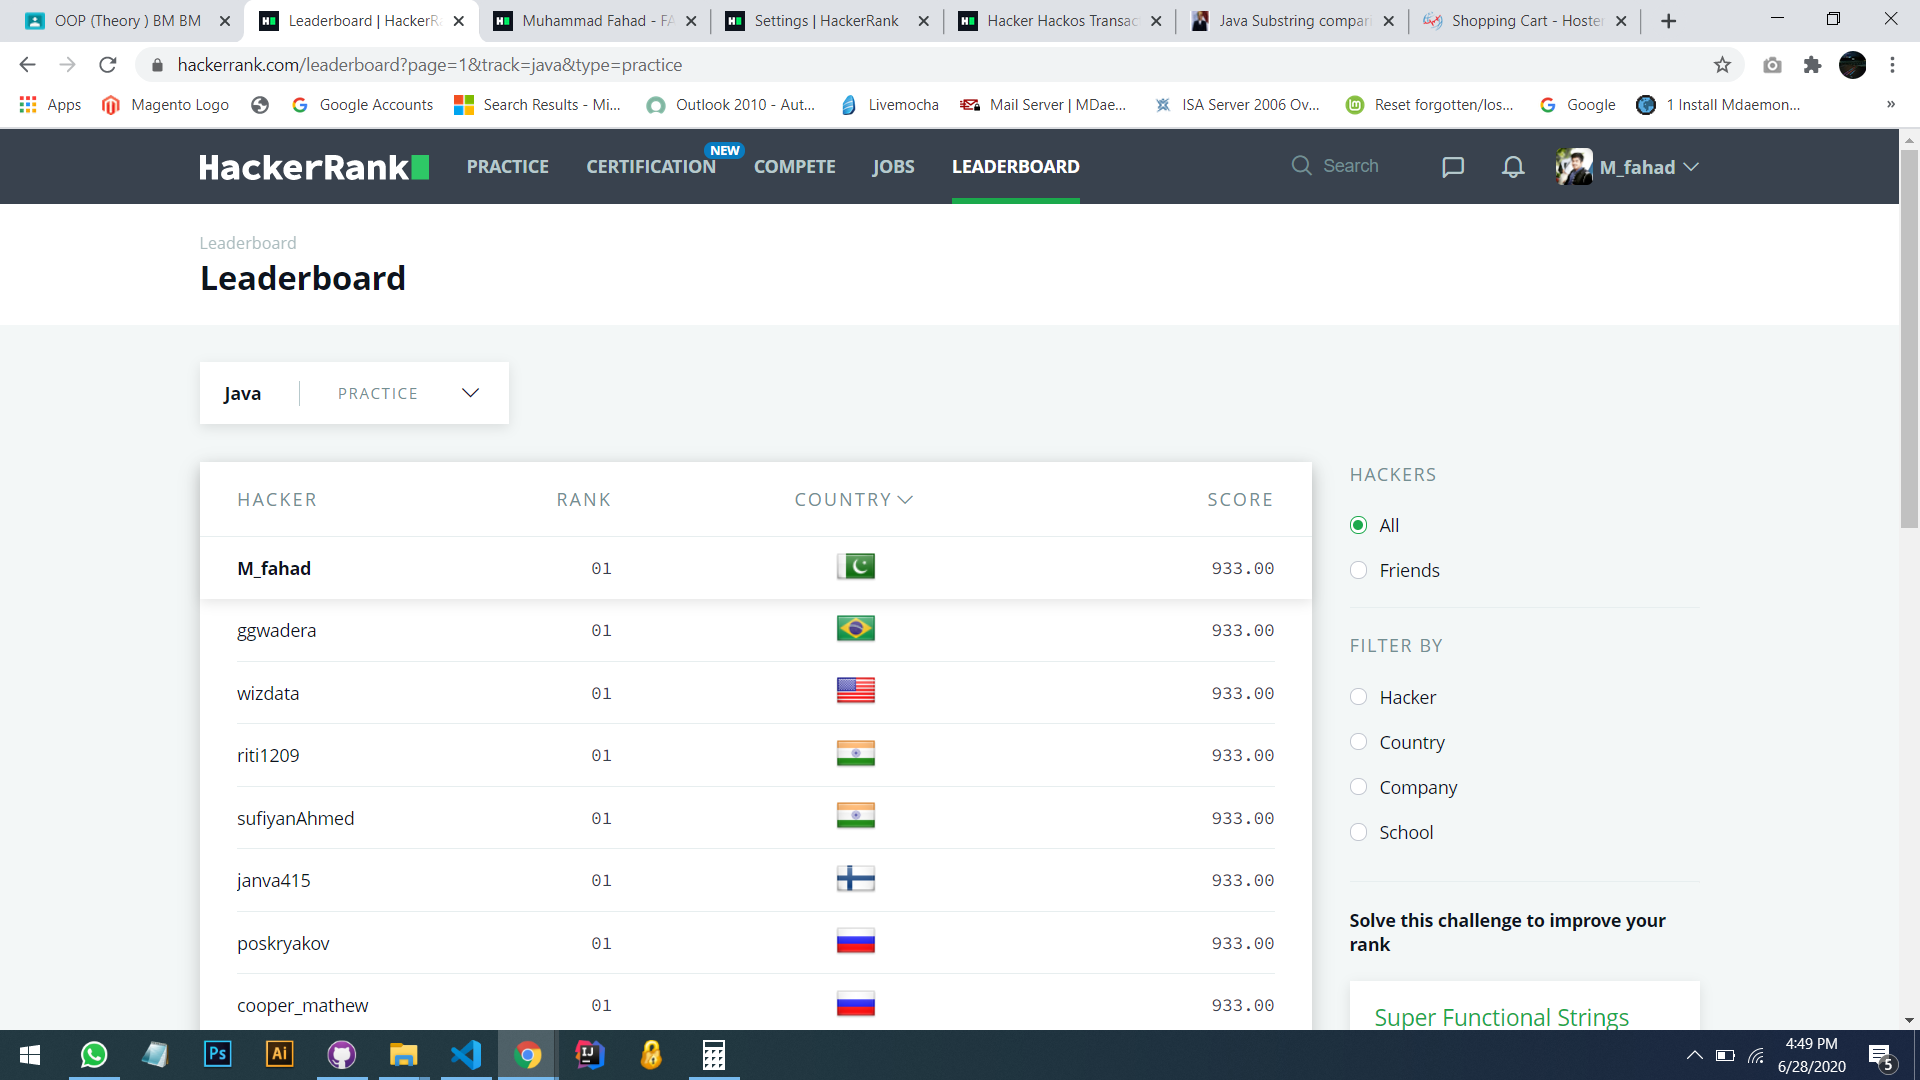 OOP (Theory ) BM BM
Leaderboard | HackerRa
Muhammad Fahad - FA
Settings | HackerRank
Hacker Hackos Transac
Java Substring compari
Shopping Cart - Hoster
hackerrank.com/leaderboard?page=1&track=java&type=practice
Apps
Magento Logo
Google Accounts
Search Results - Mi...
Outlook 2010 - Aut...
Livemocha
Mail Server | MDae...
ISA Server 2006 Ov...
Reset forgotten/los...
Google
1 Install Mdaemon...
»
HackerRank
PRACTICE
CERTIFICATION
NEW
COMPETE
JOBS
LEADERBOARD
Search
M_fahad
Leaderboard
Leaderboard
Java
PRACTICE
HACKER RANK COUNTRY SCORE
M_fahad 01 933.00
ggwadera 01 933.00
wizdata 01 933.00
riti1209 01 933.00
sufiyanAhmed 01 933.00
janva415 01 933.00
poskryakov 01 933.00
cooper_mathew 01 933.00
HACKERS
All
Friends
FILTER BY
Hacker
Country
Company
School
Solve this challenge to improve your
rank
Super Functional Strings
Ps
Ai
IJ
4:49 PM
6/28/2020
5